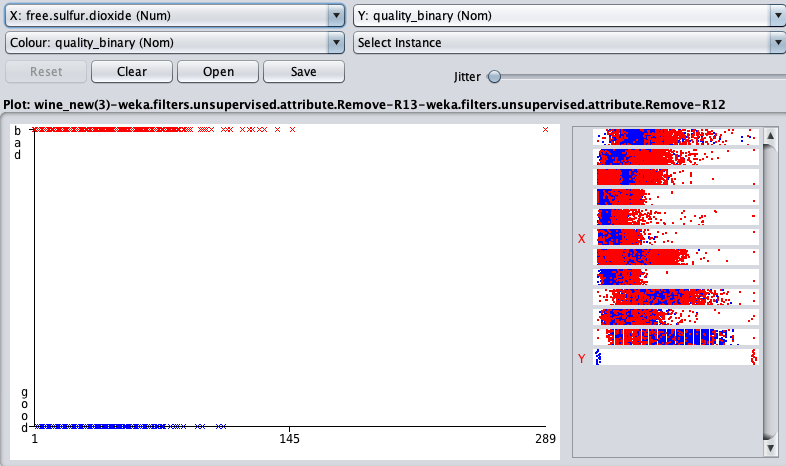 X: free.sulfur.dioxide (Num)
Y: quality_binary (Nom)
Colour: quality_binary (Nom)
Select Instance
Reset
Clear
Open
Save
Jitter
Plot: wine_new(3)-weka.filters.unsupervised.attribute.Remove-R13-weka.filters.unsupervised.attribute.Remove-R12
b
a
d
X
Y
g
o
o
d
1
145
289